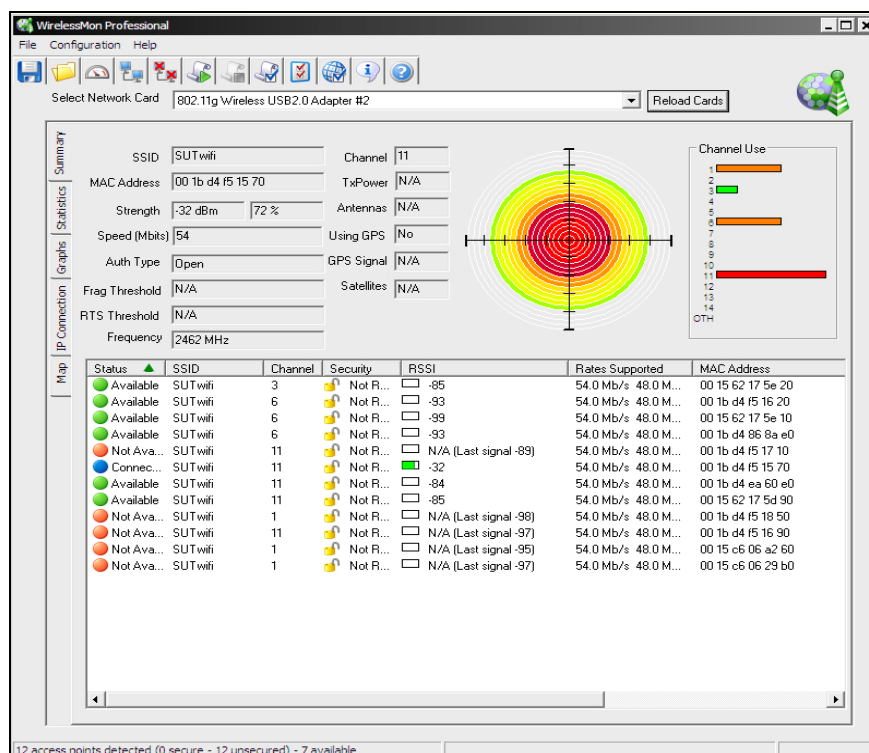 WirelessMon Professional
File Configuration Help
Select Network Card 802.11g Wireless USB2.0 Adapter #2 Reload Cards
Summary
Statistics
Graphs
IP Connection
Map
SSID SUTwifi
MAC Address 00 1b d4 f5 15 70
Strength -32 dBm 72 %
Speed (Mbits) 54
Auth Type Open
Frag Threshold N/A
RTS Threshold N/A
Frequency 2462 MHz
Channel 11
TxPower N/A
Antennas N/A
Using GPS No
GPS Signal N/A
Satellites N/A
Channel Use
1
2
3
4
5
6
7
8
9
10
11
12
13
14
OTH
Status SSID Channel Security RSSI Rates Supported MAC Address
Available SUTwifi 3 Not R... -85 54.0 Mb/s 48.0 M... 00 15 62 17 5e 20
Available SUTwifi 6 Not R... -93 54.0 Mb/s 48.0 M... 00 1b d4 f5 16 20
Available SUTwifi 6 Not R... -99 54.0 Mb/s 48.0 M... 00 15 62 17 5e 10
Available SUTwifi 6 Not R... -93 54.0 Mb/s 48.0 M... 00 1b d4 86 8a e0
Not Ava... SUTwifi 11 Not R... N/A (Last signal -89) 54.0 Mb/s 48.0 M... 00 1b d4 f5 17 10
Connec... SUTwifi 11 Not R... -32 54.0 Mb/s 48.0 M... 00 1b d4 f5 15 70
Available SUTwifi 11 Not R... -84 54.0 Mb/s 48.0 M... 00 1b d4 ea 60 e0
Available SUTwifi 11 Not R... -85 54.0 Mb/s 48.0 M... 00 15 62 17 5d 90
Not Ava... SUTwifi 1 Not R... N/A (Last signal -98) 54.0 Mb/s 48.0 M... 00 1b d4 f5 18 50
Not Ava... SUTwifi 11 Not R... N/A (Last signal -97) 54.0 Mb/s 48.0 M... 00 1b d4 f5 16 90
Not Ava... SUTwifi 1 Not R... N/A (Last signal -95) 54.0 Mb/s 48.0 M... 00 15 c6 06 a2 60
Not Ava... SUTwifi 1 Not R... N/A (Last signal -97) 54.0 Mb/s 48.0 M... 00 15 c6 06 29 b0
12 access points detected (0 secure - 12 unsecured) - 7 available